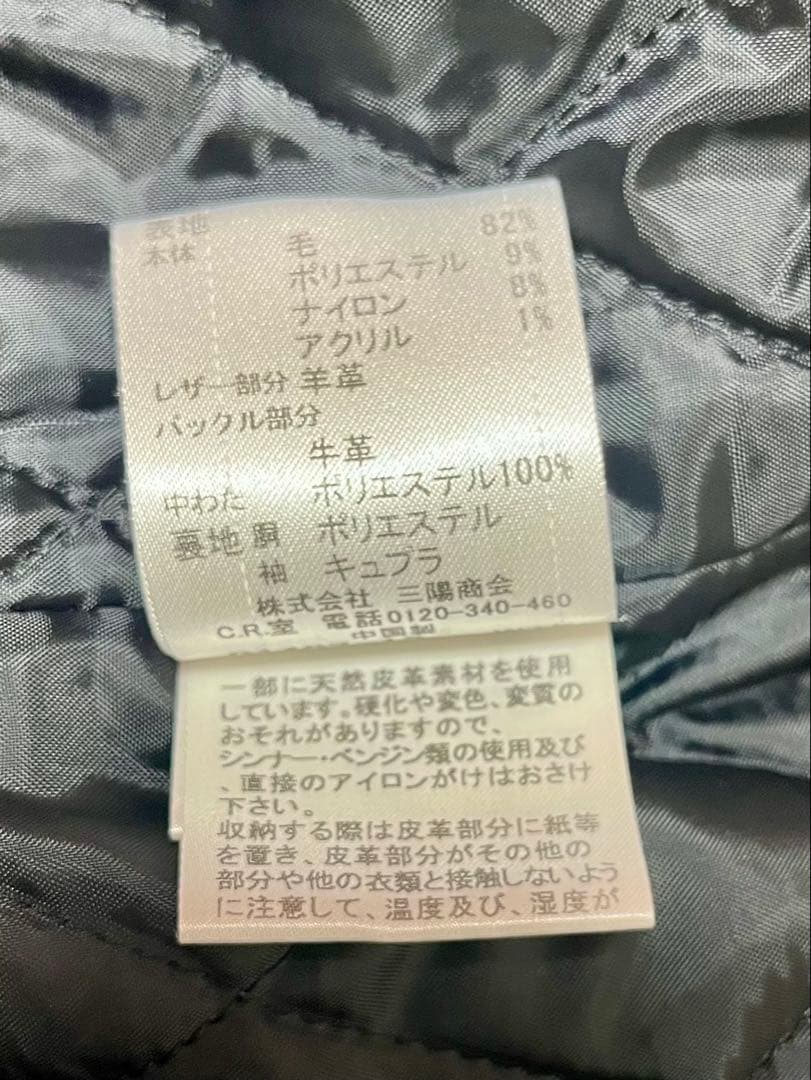 表地
本体 毛 82%
ポリエステル 9%
ナイロン 8%
アクリル 1%
レザー部分 羊革
バックル部分
牛革
中わた ポリエステル100%
裏地 胴 ポリエステル
袖 キュプラ
株式会社 三陽商会
C.R.室 電話0120-340-460
中国製
一部に天然皮革素材を使用
しています。硬化や変色、変質の
おそれがありますので、
シンナー・ベンジン類の使用及び
、直接のアイロンがけはおさけ
下さい。
収納する際は皮革部分に紙等
を置き、皮革部分がその他の
部分や他の衣類と接触しないよう
に注意して、温度及び、湿度が